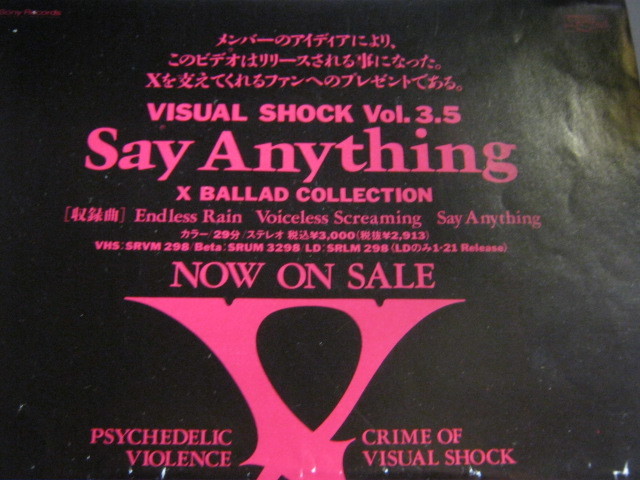 Sony Records
メンバーのアイディアにより,
このビデオはリリースされる事になった。
Xを支えてくれるファンへのプレゼントである。
VISUAL SHOCK Vol.3.5
Say Anything
X BALLAD COLLECTION
[収録曲] Endless Rain Voiceless Screaming Say Anything
カラー/29分/ステレオ 税込¥3,000(税抜¥2,913)
VHS:SRVM 298/Beta:SRUM 3298 LD:SRLM 298(LDのみ1・21 Release)
NOW ON SALE
X
PSYCHEDELIC
VIOLENCE
CRIME OF
VISUAL SHOCK